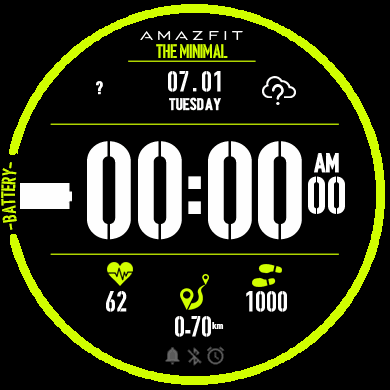 AMAZFIT
THE MINIMAL
?
07.01
TUESDAY
?
-BATTERY-
00:00
AM
00
62
0.70km
1000